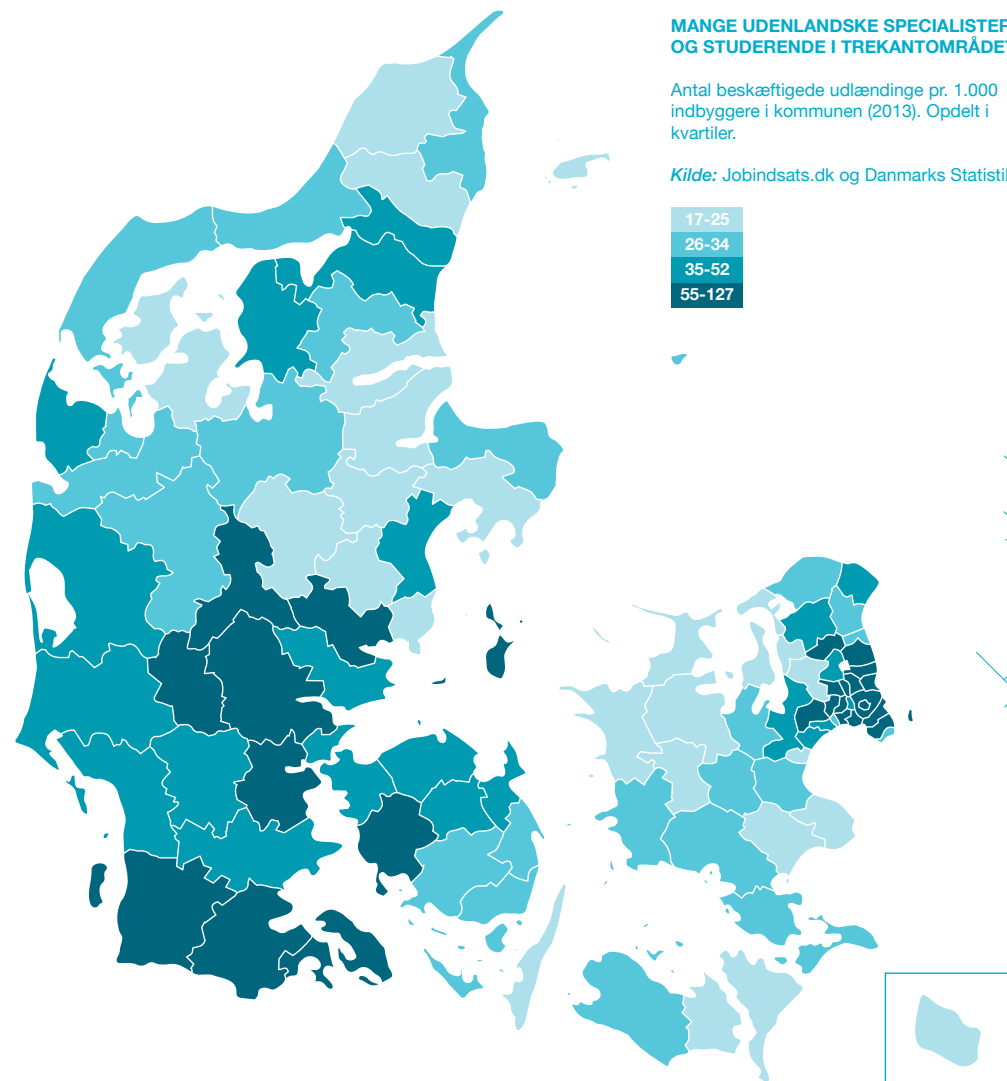 MANGE UDENLANDSKE SPECIALISTER
OG STUDERENDE I TREKANTOMRÅDET
Antal beskæftigede udlændinge pr. 1.000
indbyggere i kommunen (2013). Opdelt i
kvartiler.
Kilde: Jobindsats.dk og Danmarks Statistik
17-25
26-34
35-52
55-127